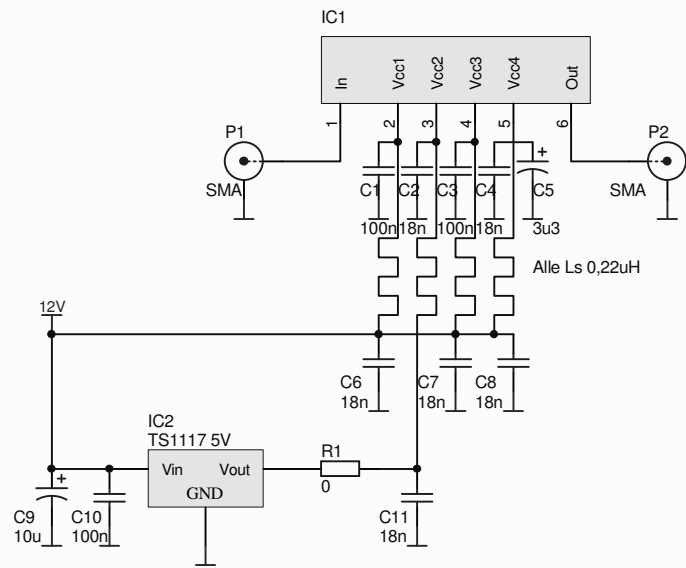 IC1
In
Vcc1
Vcc2
Vcc3
Vcc4
Out
1
2
3
4
5
6
P1
SMA
P2
SMA
C1
C2
C3
C4
+
C5
100n
18n
100n
18n
3u3
Alle Ls 0,22uH
12V
C6
18n
C7
18n
C8
18n
IC2
TS1117 5V
Vin
Vout
GND
R1
0
+
C9
10u
C10
100n
C11
18n